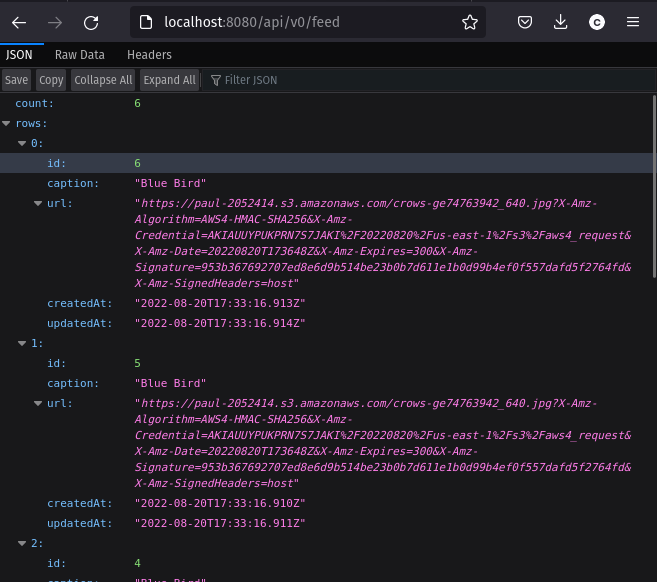 localhost:8080/api/v0/feed
C
JSON Raw Data Headers
Save Copy Collapse All Expand All Filter JSON
count: 6
rows:
0:
id: 6
caption: "Blue Bird"
url: "https://paul-2052414.s3.amazonaws.com/crows-ge74763942_640.jpg?X-Amz-
Algorithm=AWS4-HMAC-SHA256&X-Amz-
Credential=AKIAUUYPUKPRN7S7JAKI%2F20220820%2Fus-east-1%2Fs3%2Faws4_request&
X-Amz-Date=20220820T173648Z&X-Amz-Expires=300&X-Amz-
Signature=953b367692707ed8e6d9b514be23b0b7d611e1b0d99b4ef0f557dafd5f2764fd&
X-Amz-SignedHeaders=host"
createdAt: "2022-08-20T17:33:16.913Z"
updatedAt: "2022-08-20T17:33:16.914Z"
1:
id: 5
caption: "Blue Bird"
url: "https://paul-2052414.s3.amazonaws.com/crows-ge74763942_640.jpg?X-Amz-
Algorithm=AWS4-HMAC-SHA256&X-Amz-
Credential=AKIAUUYPUKPRN7S7JAKI%2F20220820%2Fus-east-1%2Fs3%2Faws4_request&
X-Amz-Date=20220820T173648Z&X-Amz-Expires=300&X-Amz-
Signature=953b367692707ed8e6d9b514be23b0b7d611e1b0d99b4ef0f557dafd5f2764fd&
X-Amz-SignedHeaders=host"
createdAt: "2022-08-20T17:33:16.910Z"
updatedAt: "2022-08-20T17:33:16.911Z"
2:
id: 4
caption: "Blue Bird"